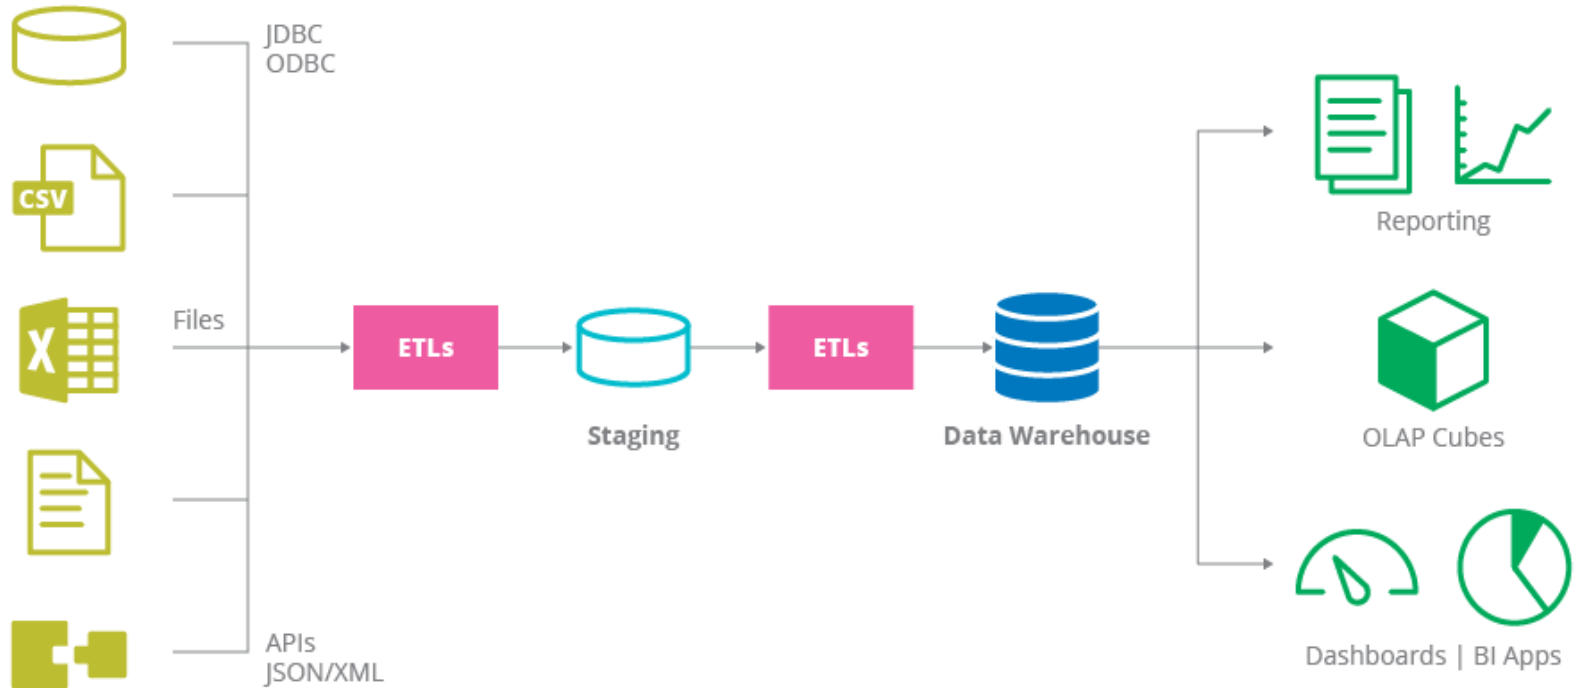 JDBC
ODBC
CSV
X
Files
ETLs
ETLs
Staging
Data Warehouse
Reporting
OLAP Cubes
Dashboards | BI Apps
APIs
JSON/XML